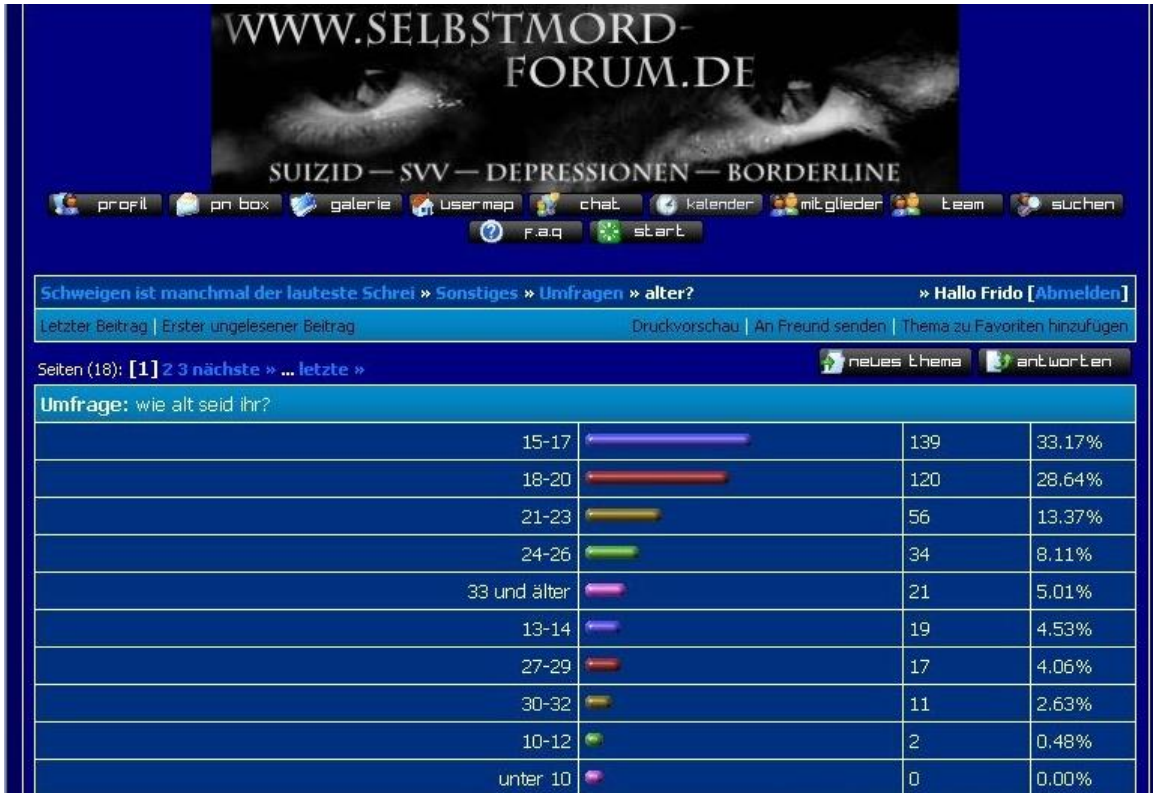 WWW.SELBSTMORD-
FORUM.DE
SUIZID — SVV — DEPRESSIONEN — BORDERLINE
profil pn box galerie usermap chat kalender mitglieder team suchen
F.a.q start
Schweigen ist manchmal der lauteste Schrei » Sonstiges » Umfragen » alter? » Hallo Frido [Abmelden]
Letzter Beitrag | Erster ungelesener Beitrag Druckvorschau | An Freund senden | Thema zu Favoriten hinzufügen
Seiten (18): [1] 2 3 nächste » ... letzte » neues thema antworten
Umfrage: wie alt seid ihr?
15-17 139 33.17%
18-20 120 28.64%
21-23 56 13.37%
24-26 34 8.11%
33 und älter 21 5.01%
13-14 19 4.53%
27-29 17 4.06%
30-32 11 2.63%
10-12 2 0.48%
unter 10 0 0.00%